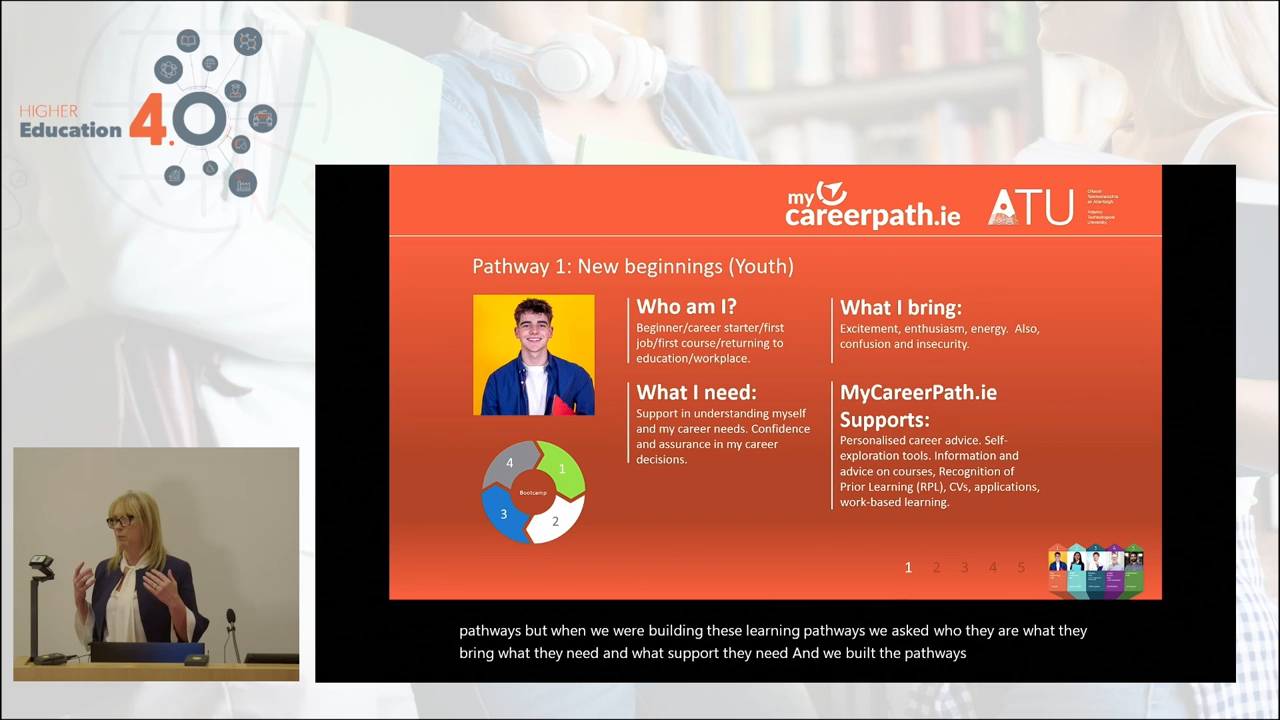 HIGHER
Education 4.0
my
careerpath.ie
ATU
Pathway 1: New beginnings (Youth)
Who am I?
Beginner/career starter/first
job/first course/returning to
education/workplace.
What I need:
Support in understanding myself
and my career needs. Confidence
and assurance in my career
decisions.
What I bring:
Excitement, enthusiasm, energy. Also,
confusion and insecurity.
MyCareerPath.ie
Supports:
Personalised career advice. Self-
exploration tools. Information and
advice on courses, Recognition of
Prior Learning (RPL), CVs, applications,
work-based learning.
4
1
Bootcamp
3
2
1 2 3 4 5
pathways but when we were building these learning pathways we asked who they are what they
bring what they need and what support they need And we built the pathways